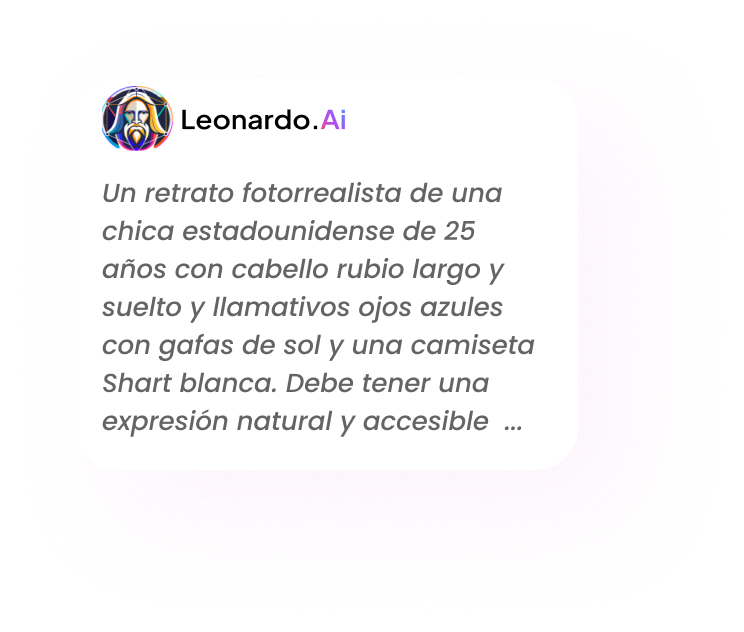 Leonardo.Ai
Un retrato fotorrealista de una
chica estadounidense de 25
años con cabello rubio largo y
suelto y llamativos ojos azules
con gafas de sol y una camiseta
Shart blanca. Debe tener una
expresión natural y accesible ...